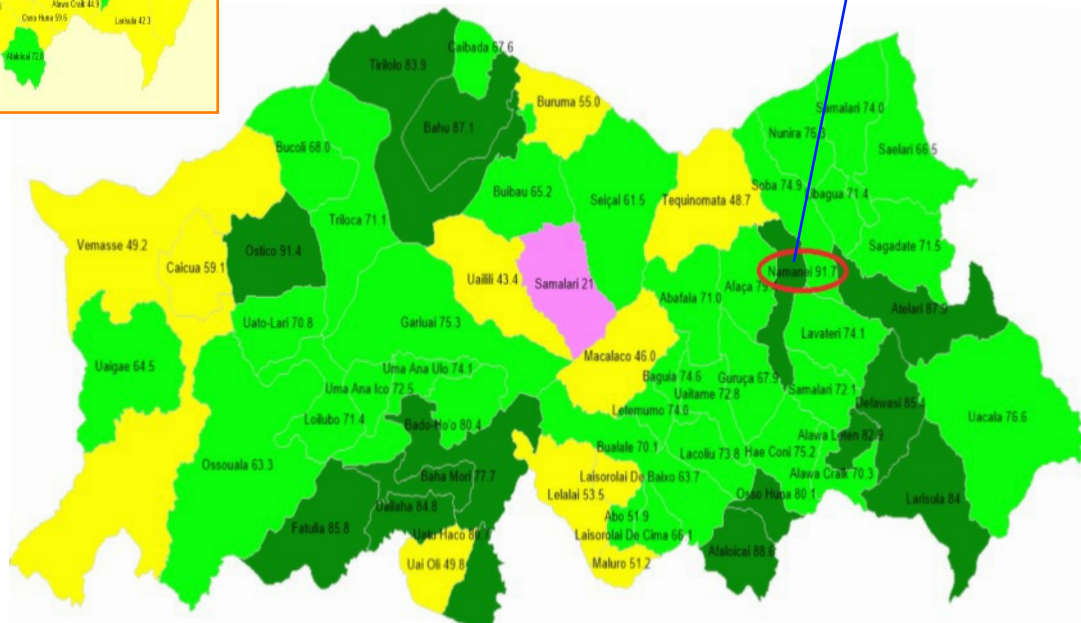 Alawa Craik 44.9
Osso Huna 59.6
Larisula 42.3
Afaloicai 72.8
Caibada 67.6
Tirilolo 83.9
Buruma 55.0
Samalari 74.0
Bahu 87.1
Nunira 76.3
Bucoli 68.0
Saelari 66.5
Buibau 65.2
Soba 74.9
Seiçal 61.5
Tequinomata 48.7
Ibagua 71.4
Triloca 71.1
Vemasse 49.2
Ostico 91.4
Sagadate 71.5
Caicua 59.1
Namanei 91.7
Uailili 43.4
Samalari 21
Abafala 71.0
Afaça 79
Atelari 87.9
Uato-Lari 70.8
Gariuai 75.3
Lavateri 74.1
Macalaco 46.0
Uaigae 64.5
Uma Ana Ulo 74.1
Baguia 74.6
Guruça 67.9
Uma Ana Ico 72.5
Uaitame 72.8
Samalari 72.1
Defawasi 85.4
Letemumo 74.0
Uacala 76.6
Loilubo 71.4
Bado-Ho'o 80.4
Alawa Leten 82.9
Bualale 70.1
Lacoliu 73.8
Hae Coni 75.2
Ossouala 63.3
Baha Mori 77.7
Laisorolai De Baixo 63.7
Alawa Craik 70.3
Lelalai 53.5
Osso Huna 80.1
Larisula 84
Uallaha 84.8
Abo 51.9
Fatulia 85.8
Uatu Haco 80.7
Laisorolai De Cima 66.1
Afaloicai 88.6
Uai Oli 49.8
Maluro 51.2